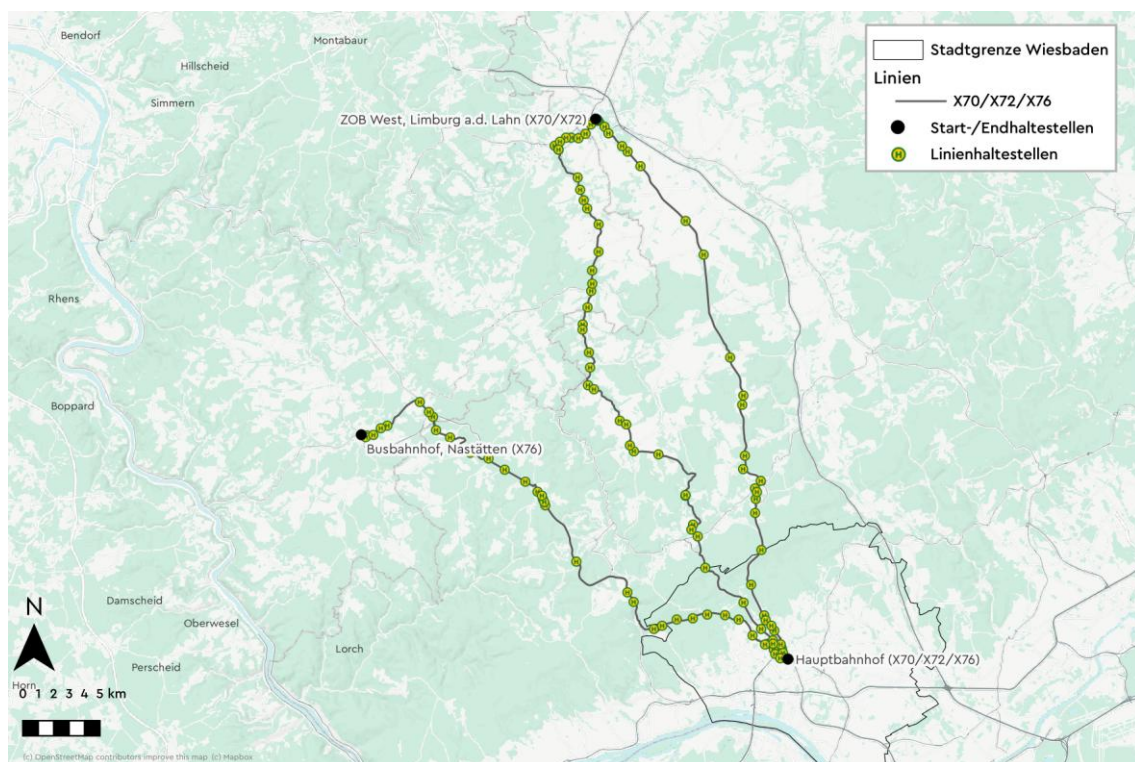 Bendorf
Montabaur
Hillscheid
Simmern
ZOB West, Limburg a.d. Lahn (X70/X72)
Stadtgrenze Wiesbaden
Linien
X70/X72/X76
Start-/Endhaltestellen
H Linienhaltestellen
Rhens
Boppard
Busbahnhof, Nastätten (X76)
Damscheid
Oberwesel
Perscheid
Lorch
Hauptbahnhof (X70/X72/X76)
N
Horn
0 1 2 3 4 5 km
(c) OpenStreetMap contributors improve this map (c) Mapbox